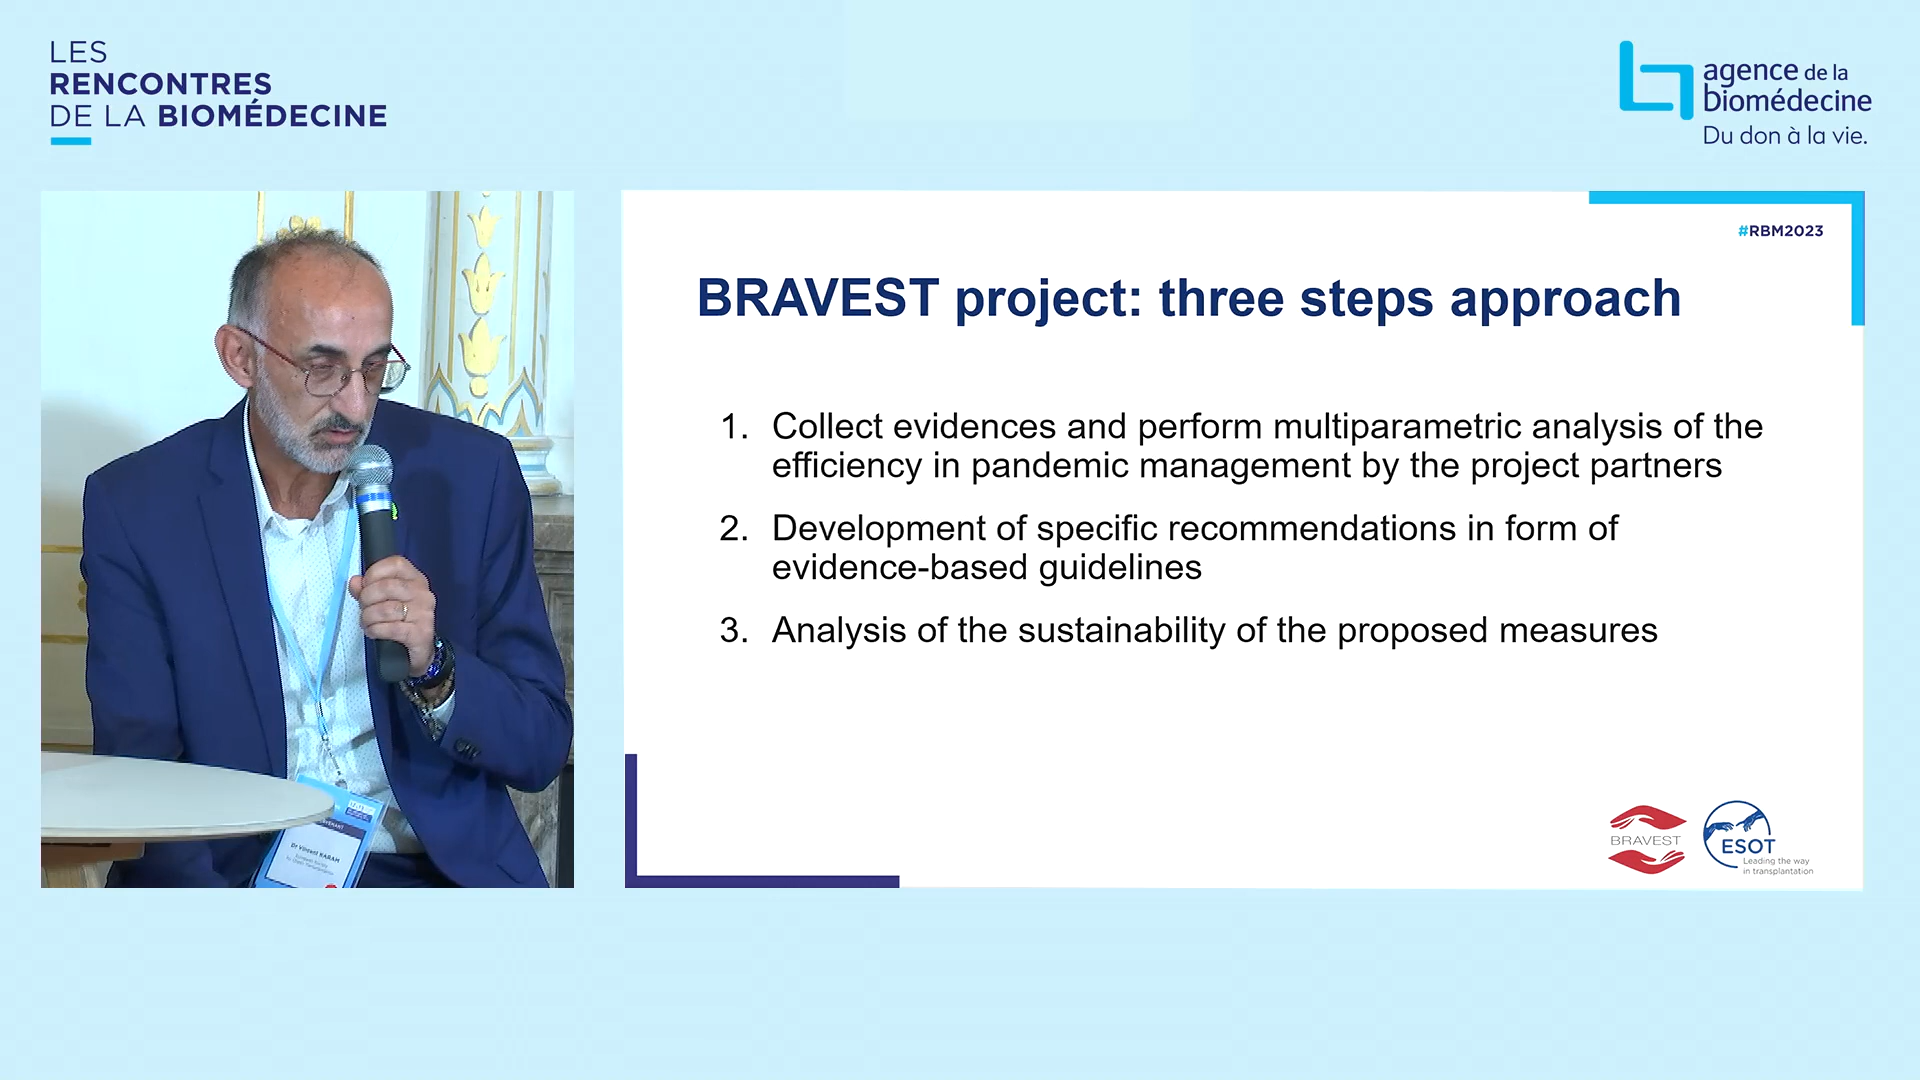 LES
RENCONTRES
DE LA BIOMÉDECINE
agence de la
biomédecine
Du don à la vie.
#RBM2023
BRAVEST project: three steps approach
1. Collect evidences and perform multiparametric analysis of the
efficiency in pandemic management by the project partners
2. Development of specific recommendations in form of
evidence-based guidelines
3. Analysis of the sustainability of the proposed measures
BRAVEST
ESOT
Leading the way
in transplantation
Dr Vincent KARAM